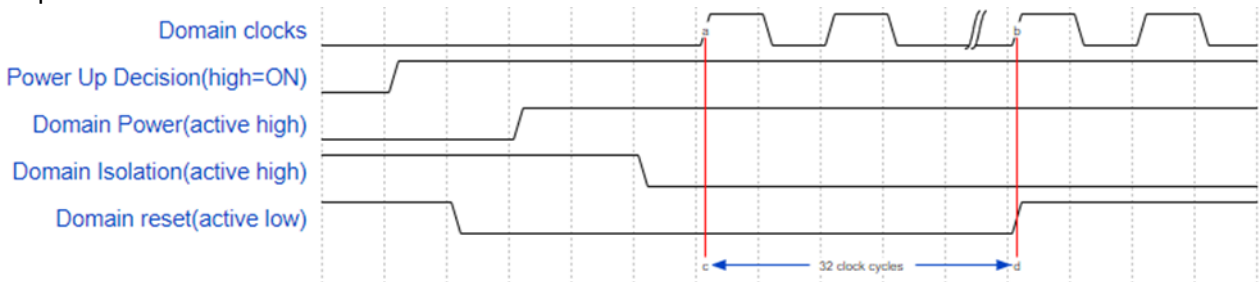 Domain clocks
a
b
Power Up Decision(high=ON)
Domain Power(active high)
Domain Isolation(active high)
Domain reset(active low)
c
32 clock cycles
d